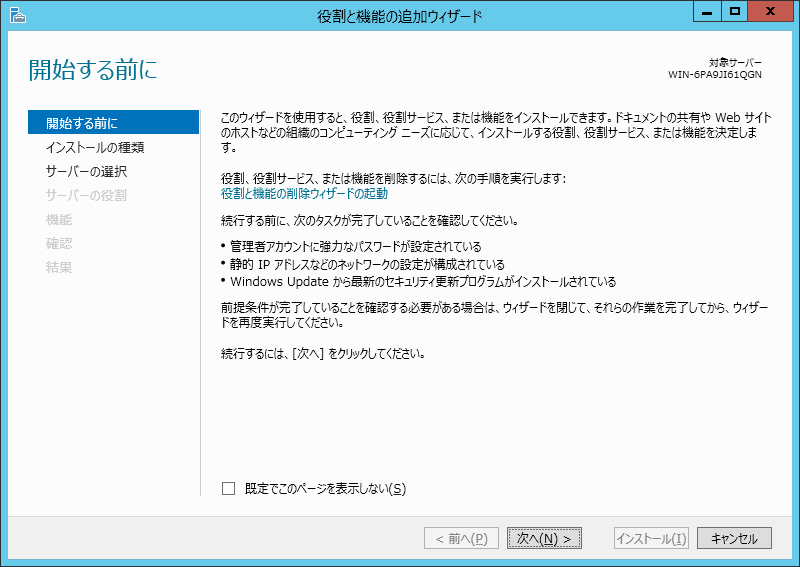 役割と機能の追加ウィザード
開始する前に
対象サーバー
WIN-6PA9JI61QGN
開始する前に
インストールの種類
サーバーの選択
サーバーの役割
機能
確認
結果
このウィザードを使用すると、役割、役割サービス、または機能をインストールできます。ドキュメントの共有や Web サイト
のホストなどの組織のコンピューティング ニーズに応じて、インストールする役割、役割サービス、または機能を決定しま
す。
役割、役割サービス、または機能を削除するには、次の手順を実行します:
役割と機能の削除ウィザードの起動
続行する前に、次のタスクが完了していることを確認してください。
• 管理者アカウントに強力なパスワードが設定されている
• 静的 IP アドレスなどのネットワークの設定が構成されている
• Windows Update から最新のセキュリティ更新プログラムがインストールされている
前提条件が完了していることを確認する必要がある場合は、ウィザードを閉じて、それらの作業を完了してから、ウィザー
ドを再度実行してください。
続行するには、[次へ] をクリックしてください。
既定でこのページを表示しない(S)
< 前へ(P)
次へ(N) >
インストール(I)
キャンセル